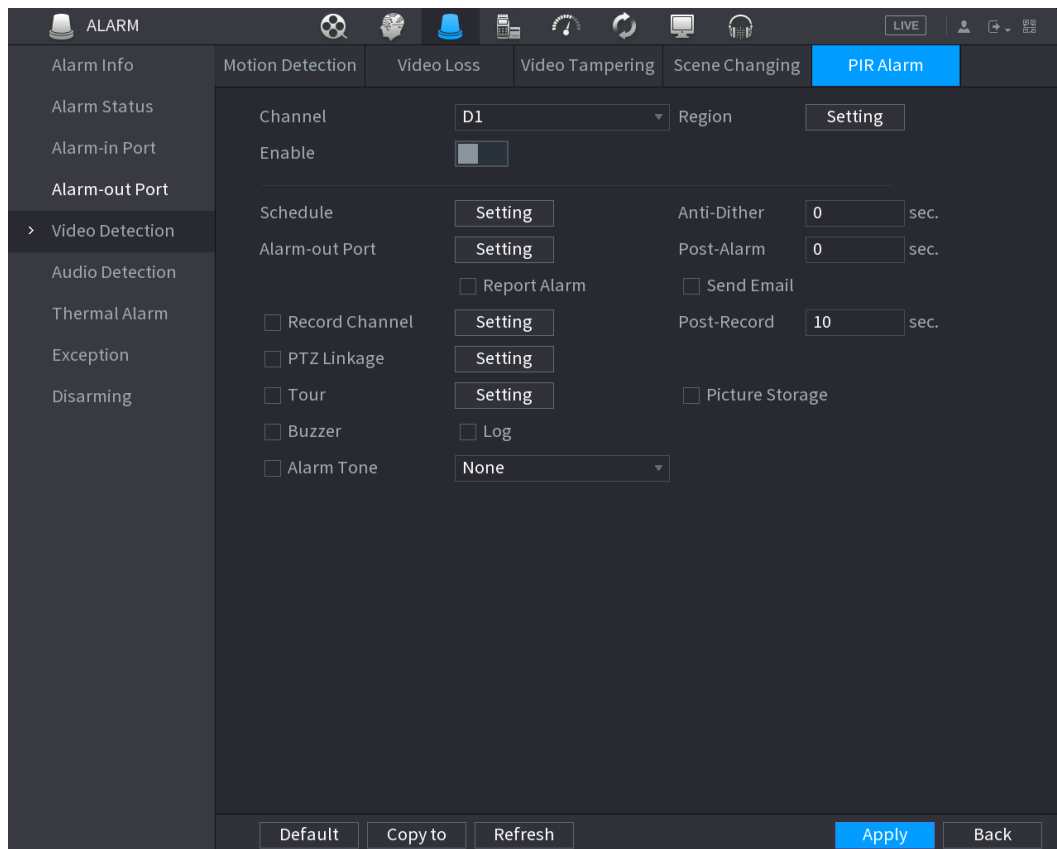 ALARM LIVE
Alarm Info
Alarm Status
Alarm-in Port
Alarm-out Port
Video Detection
Audio Detection
Thermal Alarm
Exception
Disarming
Motion Detection Video Loss Video Tampering Scene Changing PIR Alarm
Channel D1 Region Setting
Enable
Schedule Setting Anti-Dither 0 sec.
Alarm-out Port Setting Post-Alarm 0 sec.
Report Alarm Send Email
Record Channel Setting Post-Record 10 sec.
PTZ Linkage Setting
Tour Setting Picture Storage
Buzzer Log
Alarm Tone None
Default Copy to Refresh Apply Back